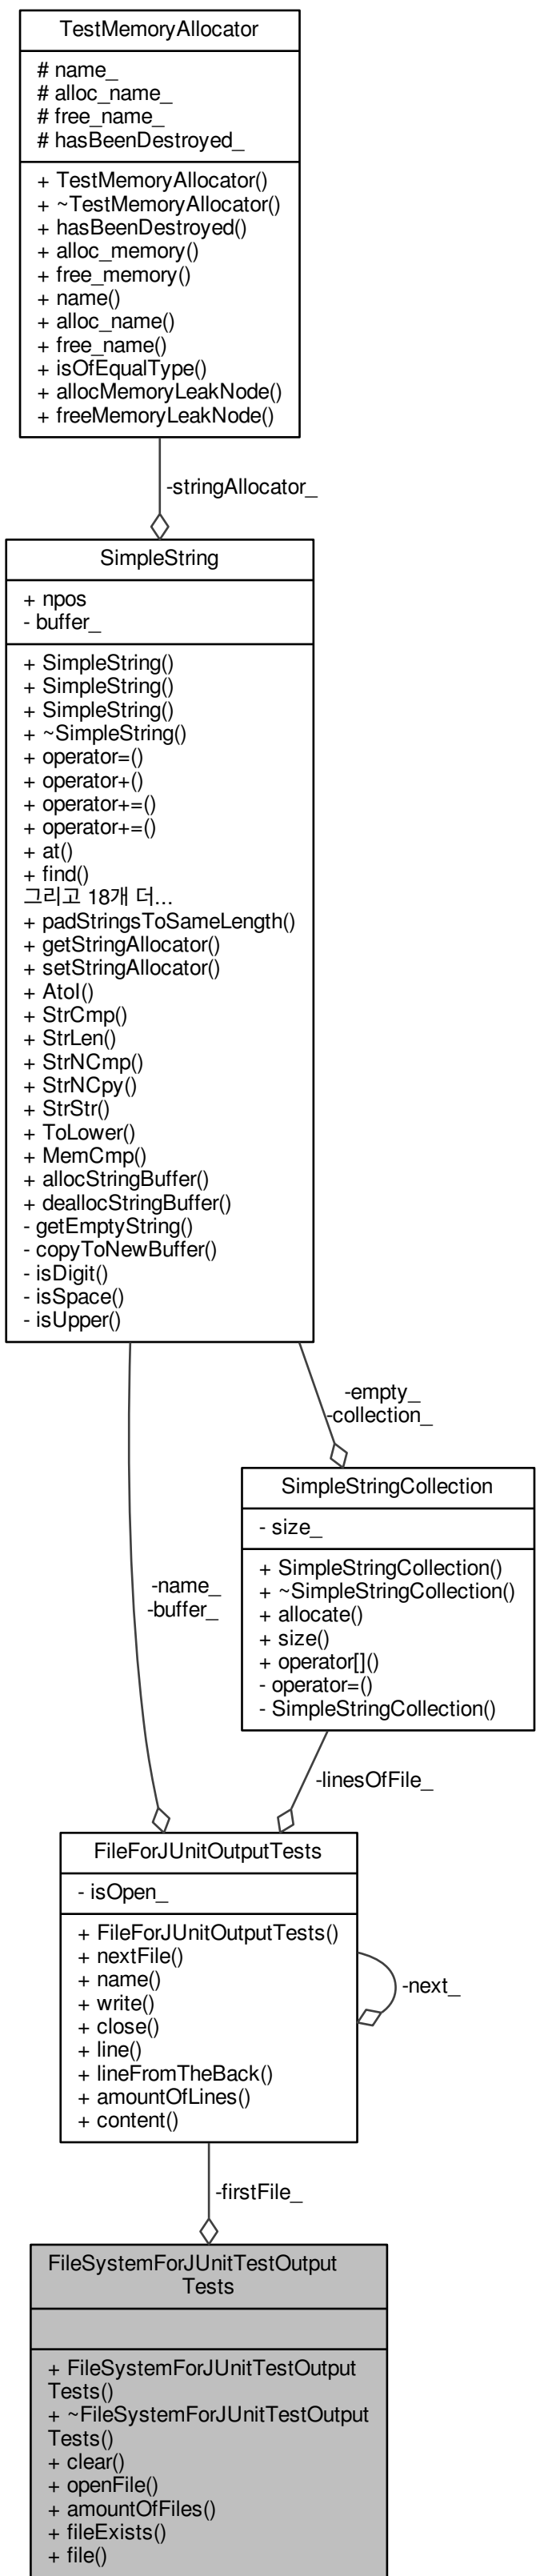 TestMemoryAllocator
# name_
# alloc_name_
# free_name_
# hasBeenDestroyed_
+ TestMemoryAllocator()
+ ~TestMemoryAllocator()
+ hasBeenDestroyed()
+ alloc_memory()
+ free_memory()
+ name()
+ alloc_name()
+ free_name()
+ isOfEqualType()
+ allocMemoryLeakNode()
+ freeMemoryLeakNode()
-stringAllocator_
SimpleString
+ npos
- buffer_
+ SimpleString()
+ SimpleString()
+ SimpleString()
+ ~SimpleString()
+ operator=()
+ operator+()
+ operator+=()
+ operator+=()
+ at()
+ find()
그리고 18개 더...
+ padStringsToSameLength()
+ getStringAllocator()
+ setStringAllocator()
+ AtoI()
+ StrCmp()
+ StrLen()
+ StrNCmp()
+ StrNCpy()
+ StrStr()
+ ToLower()
+ MemCmp()
+ allocStringBuffer()
+ deallocStringBuffer()
- getEmptyString()
- copyToNewBuffer()
- isDigit()
- isSpace()
- isUpper()
-empty_
-collection_
SimpleStringCollection
- size_
+ SimpleStringCollection()
+ ~SimpleStringCollection()
+ allocate()
+ size()
+ operator[]()
- operator=()
- SimpleStringCollection()
-name_
-buffer_
-linesOfFile_
FileForJUnitOutputTests
- isOpen_
+ FileForJUnitOutputTests()
+ nextFile()
+ name()
+ write()
+ close()
+ line()
+ lineFromTheBack()
+ amountOfLines()
+ content()
-next_
-firstFile_
FileSystemForJUnitTestOutput
Tests
+ FileSystemForJUnitTestOutput
Tests()
+ ~FileSystemForJUnitTestOutput
Tests()
+ clear()
+ openFile()
+ amountOfFiles()
+ fileExists()
+ file()